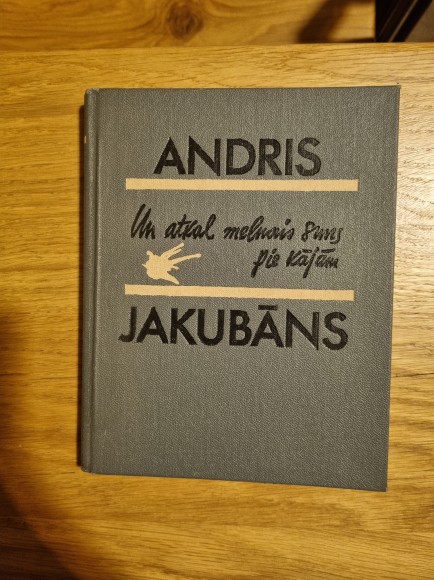 ANDRIS
Un atkal melnais suns
pie kājām
JAKUBĀNS